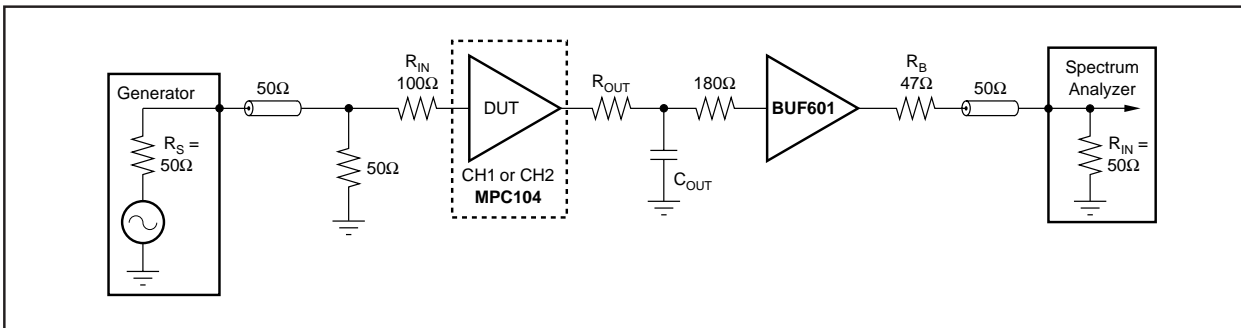 Generator
R_S =
50Ω
50Ω
50Ω
R_IN
100Ω
DUT
CH1 or CH2
MPC104
R_OUT
C_OUT
180Ω
BUF601
R_B
47Ω
50Ω
Spectrum
Analyzer
R_IN =
50Ω